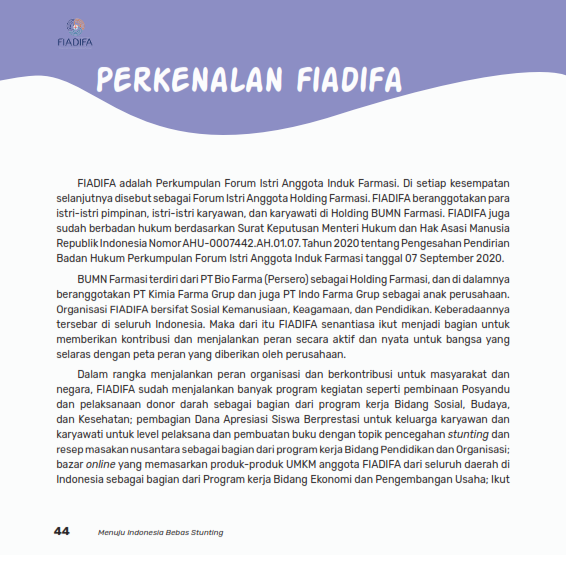 FIADIFA
PERKENALAN FIADIFA
FIADIFA adalah Perkumpulan Forum Istri Anggota Induk Farmasi. Di setiap kesempatan
selanjutnya disebut sebagai Forum Istri Anggota Holding Farmasi. FIADIFA beranggotakan para
istri-istri pimpinan, istri-istri karyawan, dan karyawati di Holding BUMN Farmasi. FIADIFA juga
sudah berbadan hukum berdasarkan Surat Keputusan Menteri Hukum dan Hak Asasi Manusia
Republik Indonesia Nomor AHU-0007442.AH.01.07. Tahun 2020 tentang Pengesahan Pendirian
Badan Hukum Perkumpulan Forum Istri Anggota Induk Farmasi tanggal 07 September 2020.
BUMN Farmasi terdiri dari PT Bio Farma (Persero) sebagai Holding Farmasi, dan di dalamnya
beranggotakan PT Kimia Farma Grup dan juga PT Indo Farma Grup sebagai anak perusahaan.
Organisasi FIADIFA bersifat Sosial Kemanusiaan, Keagamaan, dan Pendidikan. Keberadaannya
tersebar di seluruh Indonesia. Maka dari itu FIADIFA senantiasa ikut menjadi bagian untuk
memberikan kontribusi dan menjalankan peran secara aktif dan nyata untuk bangsa yang
selaras dengan peta peran yang diberikan oleh perusahaan.
Dalam rangka menjalankan peran organisasi dan berkontribusi untuk masyarakat dan
negara, FIADIFA sudah menjalankan banyak program kegiatan seperti pembinaan Posyandu
dan pelaksanaan donor darah sebagai bagian dari program kerja Bidang Sosial, Budaya,
dan Kesehatan; pembagian Dana Apresiasi Siswa Berprestasi untuk keluarga karyawan dan
karyawati untuk level pelaksana dan pembuatan buku dengan topik pencegahan stunting dan
resep masakan nusantara sebagai bagian dari program kerja Bidang Pendidikan dan Organisasi;
bazar online yang memasarkan produk-produk UMKM anggota FIADIFA dari seluruh daerah di
Indonesia sebagai bagian dari Program kerja Bidang Ekonomi dan Pengembangan Usaha; Ikut
44 Menuju Indonesia Bebas Stunting